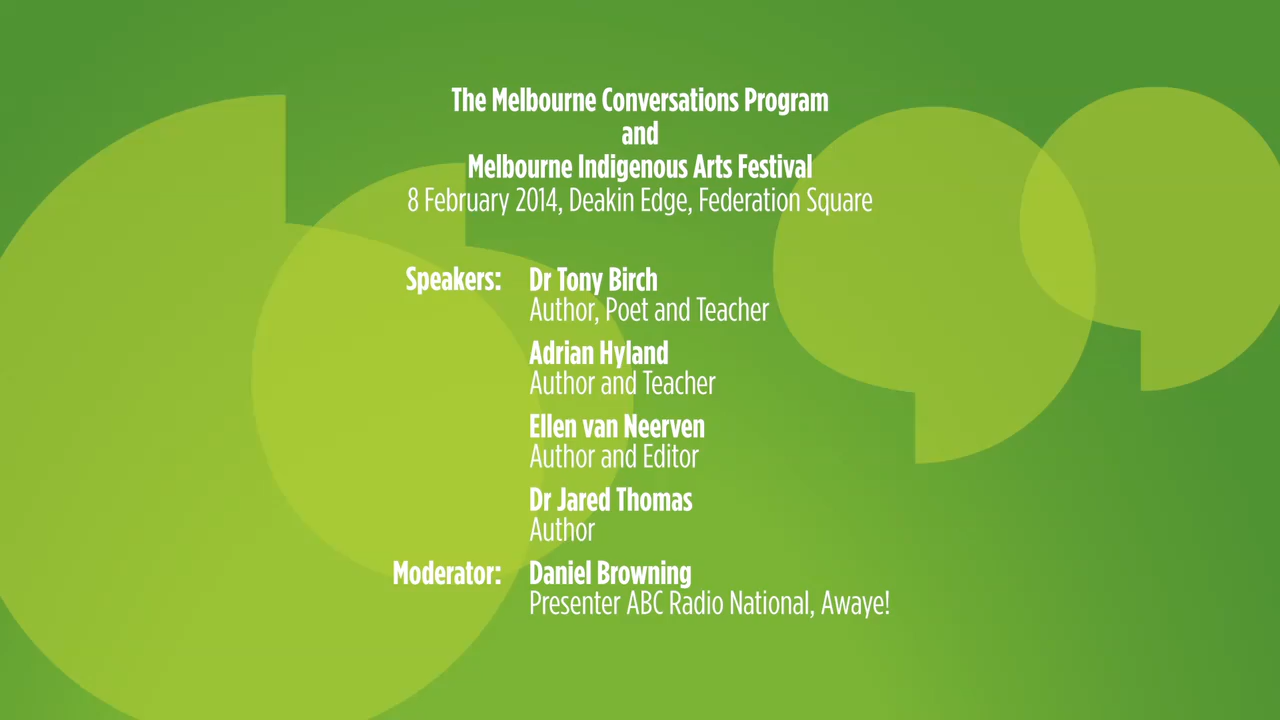 The Melbourne Conversations Program
and
Melbourne Indigenous Arts Festival
8 February 2014, Deakin Edge, Federation Square
Speakers: Dr Tony Birch
Author, Poet and Teacher
Adrian Hyland
Author and Teacher
Ellen van Neerven
Author and Editor
Dr Jared Thomas
Author
Moderator: Daniel Browning
Presenter ABC Radio National, Awaye!